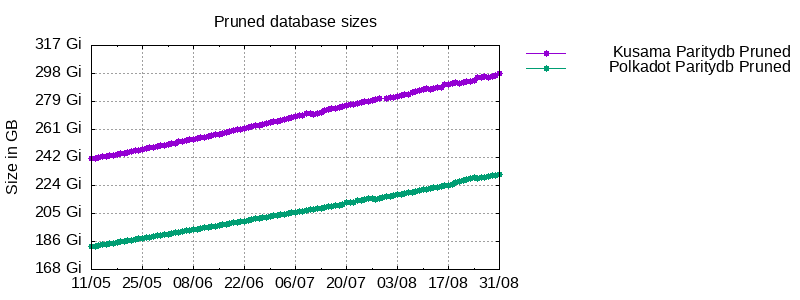 Pruned database sizes
317 Gi
298 Gi
279 Gi
261 Gi
242 Gi
224 Gi
205 Gi
186 Gi
168 Gi
Size in GB
11/05 25/05 08/06 22/06 06/07 20/07 03/08 17/08 31/08
Kusama Paritydb Pruned
Polkadot Paritydb Pruned